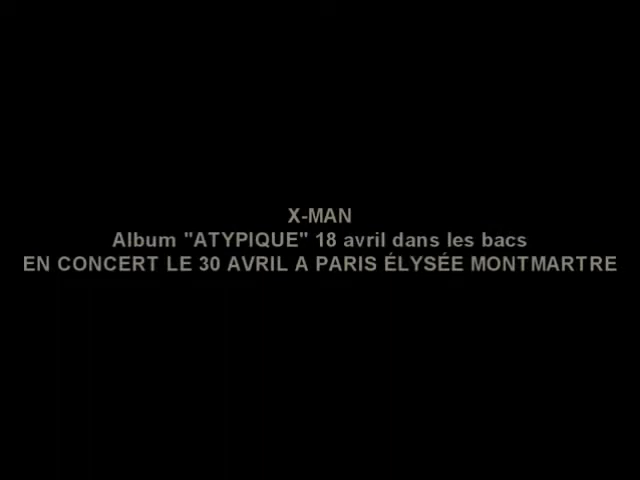 X-MAN
Album "ATYPIQUE" 18 avril dans les bacs
EN CONCERT LE 30 AVRIL A PARIS ÉLYSÉE MONTMARTRE